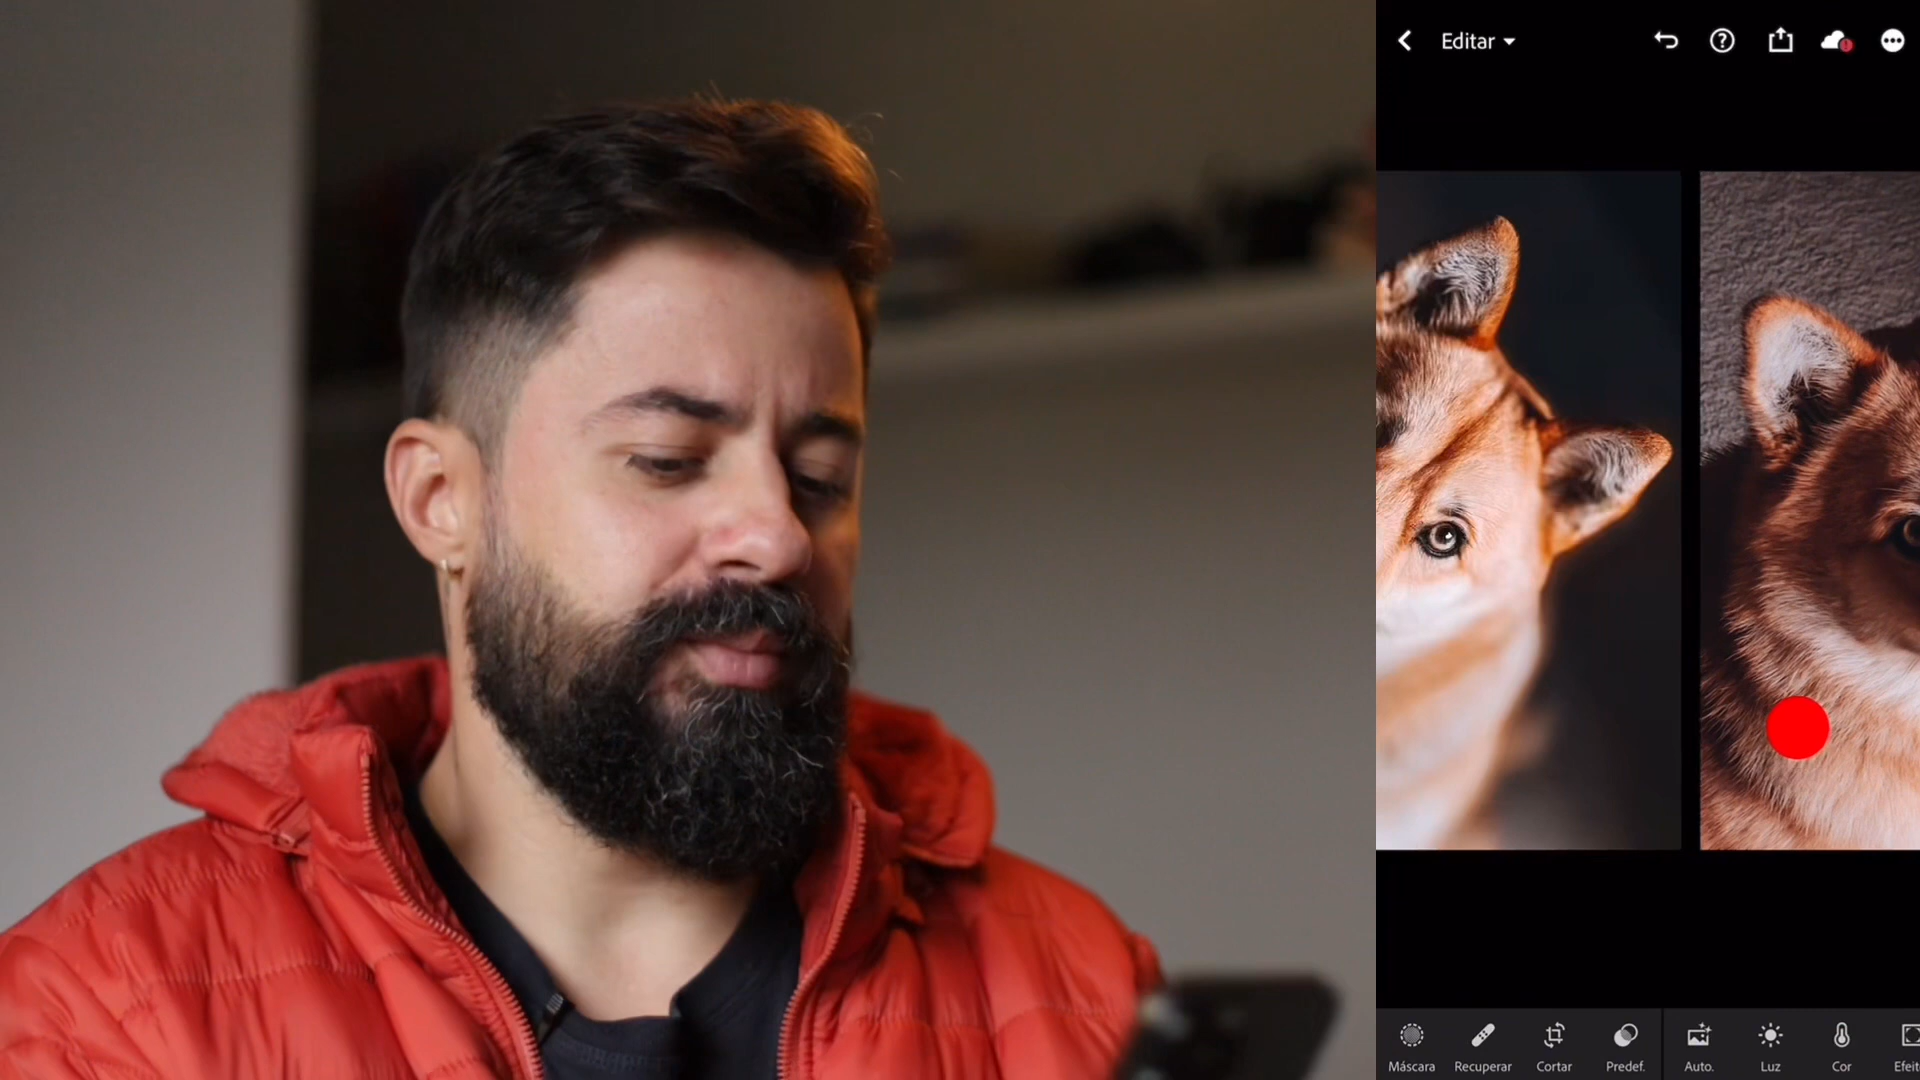 Editar
Máscara
Recuperar
Cortar
Predef.
Auto.
Luz
Cor
Efeit